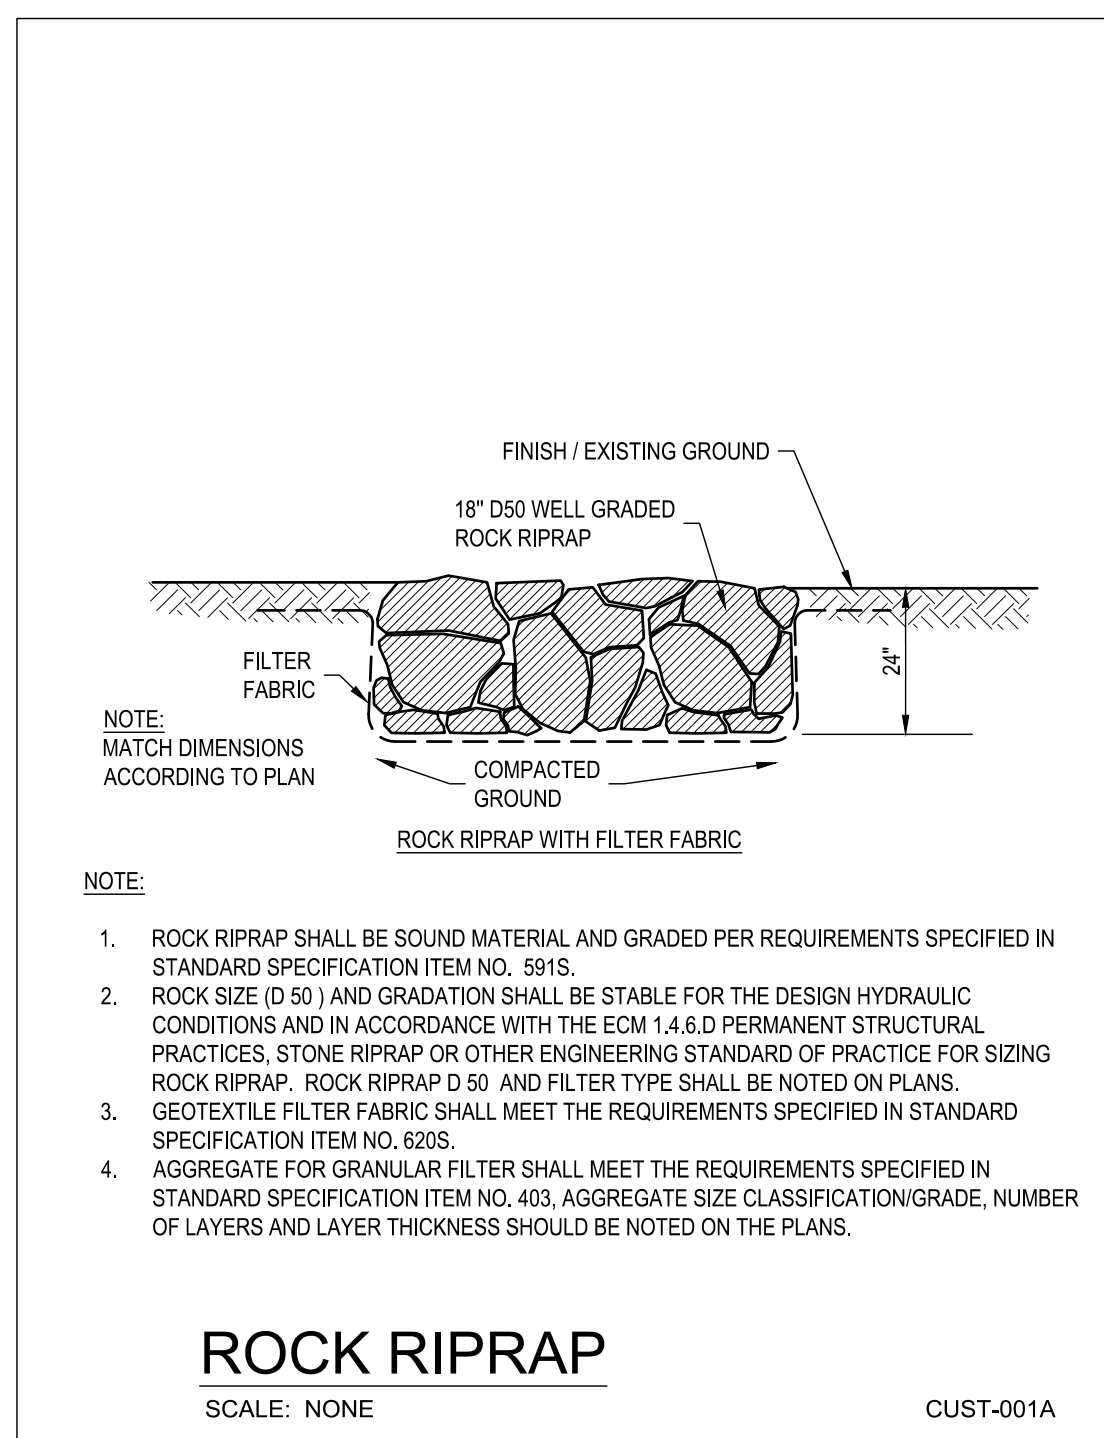 FINISH / EXISTING GROUND
18" D50 WELL GRADED
ROCK RIPRAP
24"
FILTER
FABRIC
NOTE:
MATCH DIMENSIONS
ACCORDING TO PLAN
COMPACTED
GROUND
ROCK RIPRAP WITH FILTER FABRIC
NOTE:
1. ROCK RIPRAP SHALL BE SOUND MATERIAL AND GRADED PER REQUIREMENTS SPECIFIED IN
STANDARD SPECIFICATION ITEM NO. 591S.
2. ROCK SIZE (D 50 ) AND GRADATION SHALL BE STABLE FOR THE DESIGN HYDRAULIC
CONDITIONS AND IN ACCORDANCE WITH THE ECM 1.4.6.D PERMANENT STRUCTURAL
PRACTICES, STONE RIPRAP OR OTHER ENGINEERING STANDARD OF PRACTICE FOR SIZING
ROCK RIPRAP. ROCK RIPRAP D 50 AND FILTER TYPE SHALL BE NOTED ON PLANS.
3. GEOTEXTILE FILTER FABRIC SHALL MEET THE REQUIREMENTS SPECIFIED IN STANDARD
SPECIFICATION ITEM NO. 620S.
4. AGGREGATE FOR GRANULAR FILTER SHALL MEET THE REQUIREMENTS SPECIFIED IN
STANDARD SPECIFICATION ITEM NO. 403, AGGREGATE SIZE CLASSIFICATION/GRADE, NUMBER
OF LAYERS AND LAYER THICKNESS SHOULD BE NOTED ON THE PLANS.
ROCK RIPRAP
SCALE: NONE
CUST-001A